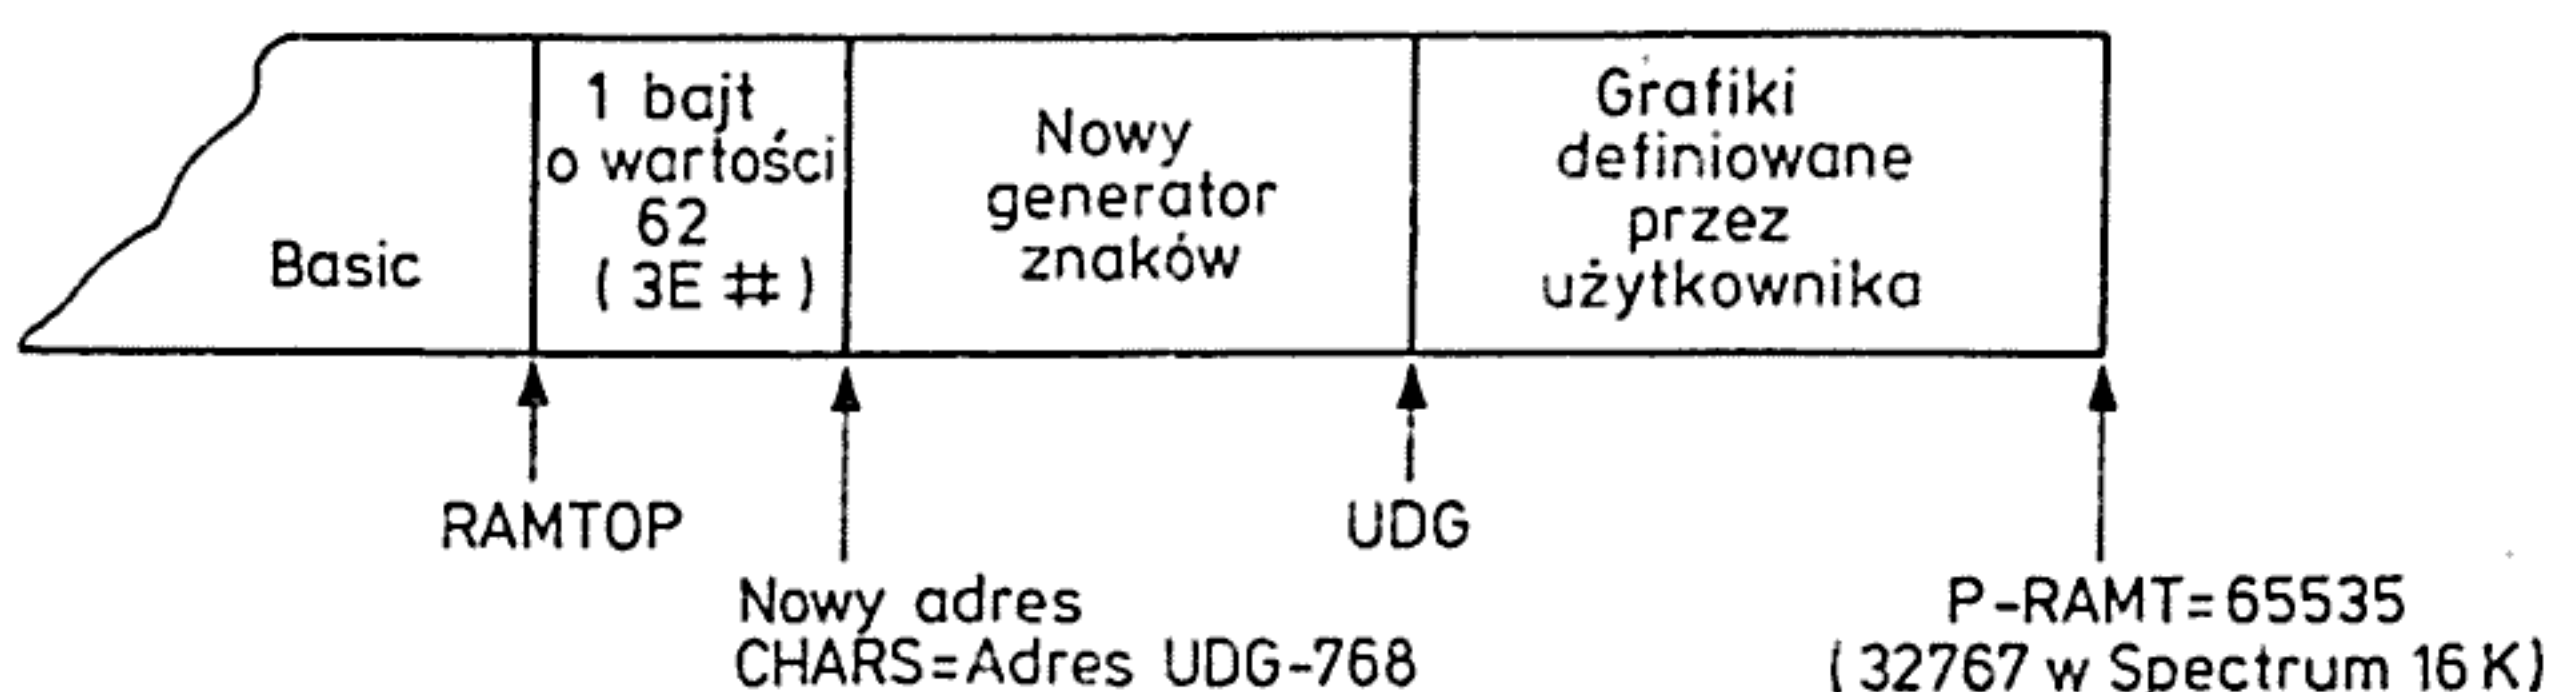 Basic
1 bajt
o wartości
62
( 3E # )
Nowy
generator
znaków
Grafiki
definiowane
przez
użytkownika
RAMTOP
Nowy adres
CHARS=Adres UDG-768
UDG
P-RAMT=65535
(32767 w Spectrum 16 K)